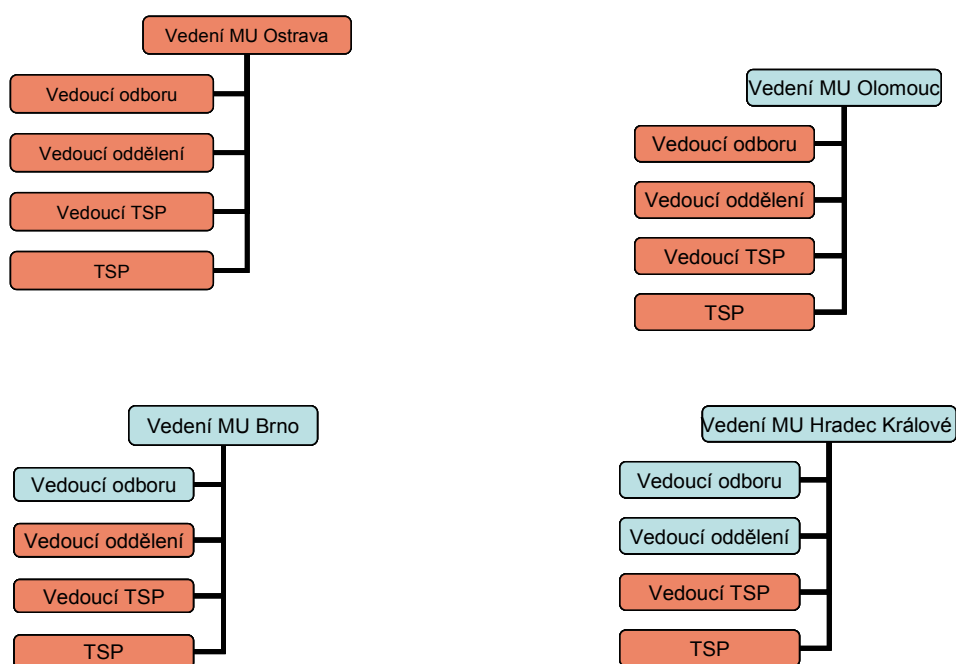 Vedení MU Ostrava
Vedoucí odboru
Vedoucí oddělení
Vedoucí TSP
TSP
Vedení MU Olomouc
Vedoucí odboru
Vedoucí oddělení
Vedoucí TSP
TSP
Vedení MU Brno
Vedoucí odboru
Vedoucí oddělení
Vedoucí TSP
TSP
Vedení MU Hradec Králové
Vedoucí odboru
Vedoucí oddělení
Vedoucí TSP
TSP